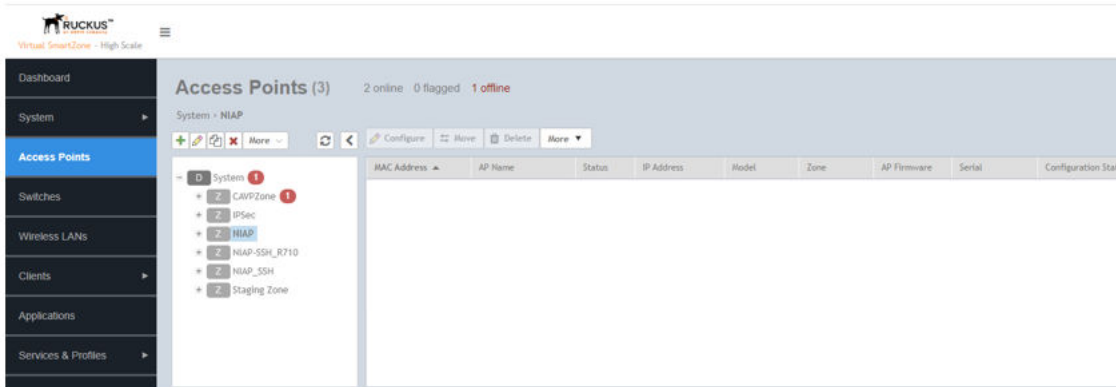 RUCKUS™
Virtual SmartZone - High Scale
Dashboard
System
Access Points
Switches
Wireless LANs
Clients
Applications
Services & Profiles
Access Points (3) 2 online 0 flagged 1 offline
System › NIAP
More
Configure Move Delete More
D System 1
Z CAVPZone 1
Z IPSec
Z NIAP
Z NIAP-SSH_R710
Z NIAP_SSH
Z Staging Zone
MAC Address AP Name Status IP Address Model Zone AP Firmware Serial Configuration Stat